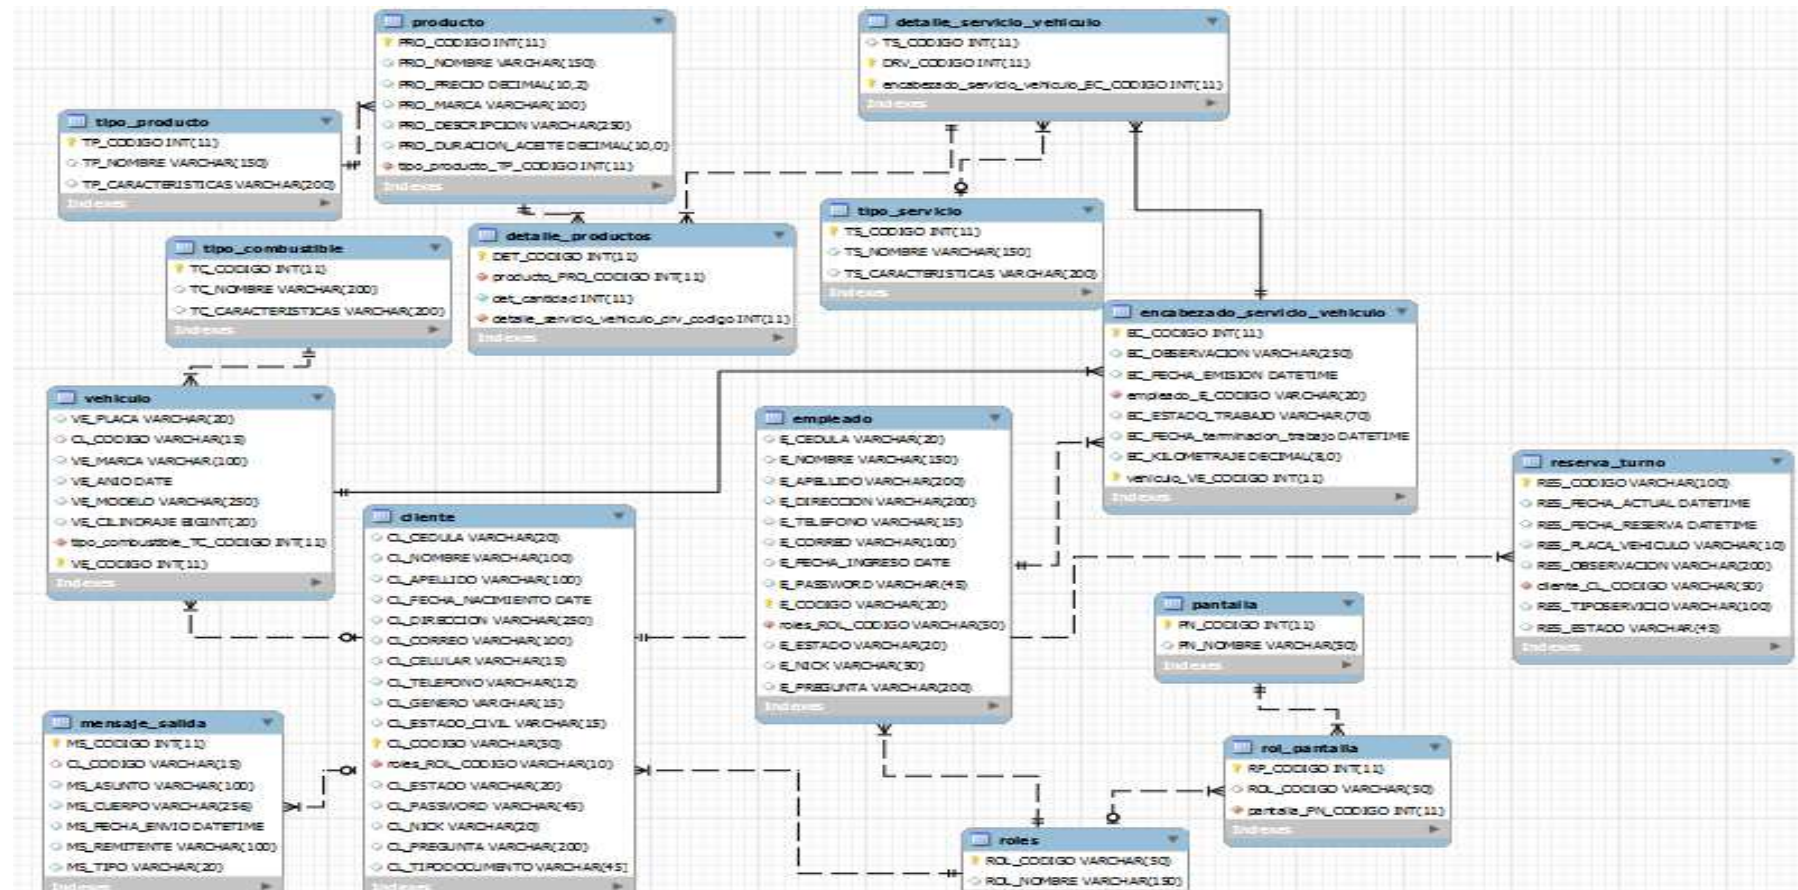 producto
PRO_CODIGO INT(11)
PRO_NOMBRE VARCHAR(150)
PRO_PRECIO DECIMAL(10,2)
PRO_MARCA VARCHAR(100)
PRO_DESCRIPCION VARCHAR(250)
PRO_DURACION_ACEITE DECIMAL(10,0)
tipo_producto_TP_CODIGO INT(11)
Indexes
detalle_servicio_vehiculo
TS_CODIGO INT(11)
DRV_CODIGO INT(11)
encabezado_servicio_vehiculo_EC_CODIGO INT(11)
Indexes
tipo_producto
TP_CODIGO INT(11)
TP_NOMBRE VARCHAR(150)
TP_CARACTERISTICAS VARCHAR(200)
Indexes
tipo_combustible
TC_CODIGO INT(11)
TC_NOMBRE VARCHAR(200)
TC_CARACTERISTICAS VARCHAR(200)
Indexes
detalle_productos
DET_CODIGO INT(11)
producto_PRO_CODIGO INT(11)
det_cantidad INT(11)
detalle_servicio_vehiculo_drv_codigo INT(11)
Indexes
tipo_servicio
TS_CODIGO INT(11)
TS_NOMBRE VARCHAR(150)
TS_CARACTERISTICAS VARCHAR(200)
Indexes
encabezado_servicio_vehiculo
EC_CODIGO INT(11)
EC_OBSERVACION VARCHAR(250)
EC_FECHA_EMISION DATETIME
empleado_E_CODIGO VARCHAR(20)
EC_ESTADO_TRABAJO VARCHAR(70)
EC_FECHA_terminacion_trabajo DATETIME
EC_KILOMETRAJE DECIMAL(8,0)
vehiculo_VE_CODIGO INT(11)
Indexes
vehiculo
VE_PLACA VARCHAR(20)
CL_CODIGO VARCHAR(15)
VE_MARCA VARCHAR(100)
VE_ANIO DATE
VE_MODELO VARCHAR(250)
VE_CILINDRAJE BIGINT(20)
tipo_combustible_TC_CODIGO INT(11)
VE_CODIGO INT(11)
Indexes
cliente
CL_CEDULA VARCHAR(20)
CL_NOMBRE VARCHAR(100)
CL_APELLIDO VARCHAR(100)
CL_FECHA_NACIMIENTO DATE
CL_DIRECCION VARCHAR(250)
CL_CORREO VARCHAR(100)
CL_CELULAR VARCHAR(15)
CL_TELEFONO VARCHAR(12)
CL_GENERO VARCHAR(15)
CL_ESTADO_CIVIL VARCHAR(15)
CL_CODIGO VARCHAR(50)
roles_ROL_CODIGO VARCHAR(10)
CL_ESTADO VARCHAR(20)
CL_PASSWORD VARCHAR(45)
CL_NICK VARCHAR(20)
CL_PREGUNTA VARCHAR(200)
CL_TIPODOCUMENTO VARCHAR(45)
Indexes
empleado
E_CEDULA VARCHAR(20)
E_NOMBRE VARCHAR(150)
E_APELLIDO VARCHAR(200)
E_DIRECCION VARCHAR(200)
E_TELEFONO VARCHAR(15)
E_CORREO VARCHAR(100)
E_FECHA_INGRESO DATE
E_PASSWORD VARCHAR(45)
E_CODIGO VARCHAR(20)
roles_ROL_CODIGO VARCHAR(50)
E_ESTADO VARCHAR(20)
E_NICK VARCHAR(50)
E_PREGUNTA VARCHAR(200)
Indexes
reserva_turno
RES_CODIGO VARCHAR(100)
RES_FECHA_ACTUAL DATETIME
RES_FECHA_RESERVA DATETIME
RES_PLACA_VEHICULO VARCHAR(10)
RES_OBSERVACION VARCHAR(200)
cliente_CL_CODIGO VARCHAR(50)
RES_TIPOSERVICIO VARCHAR(100)
RES_ESTADO VARCHAR(45)
Indexes
pantalla
PN_CODIGO INT(11)
PN_NOMBRE VARCHAR(50)
Indexes
mensaje_salida
MS_CODIGO INT(11)
CL_CODIGO VARCHAR(15)
MS_ASUNTO VARCHAR(100)
MS_CUERPO VARCHAR(256)
MS_FECHA_ENVIO DATETIME
MS_REMITENTE VARCHAR(100)
MS_TIPO VARCHAR(20)
Indexes
rol_pantalla
RP_CODIGO INT(11)
ROL_CODIGO VARCHAR(50)
pantalla_PN_CODIGO INT(11)
Indexes
roles
ROL_CODIGO VARCHAR(50)
ROL_NOMBRE VARCHAR(150)